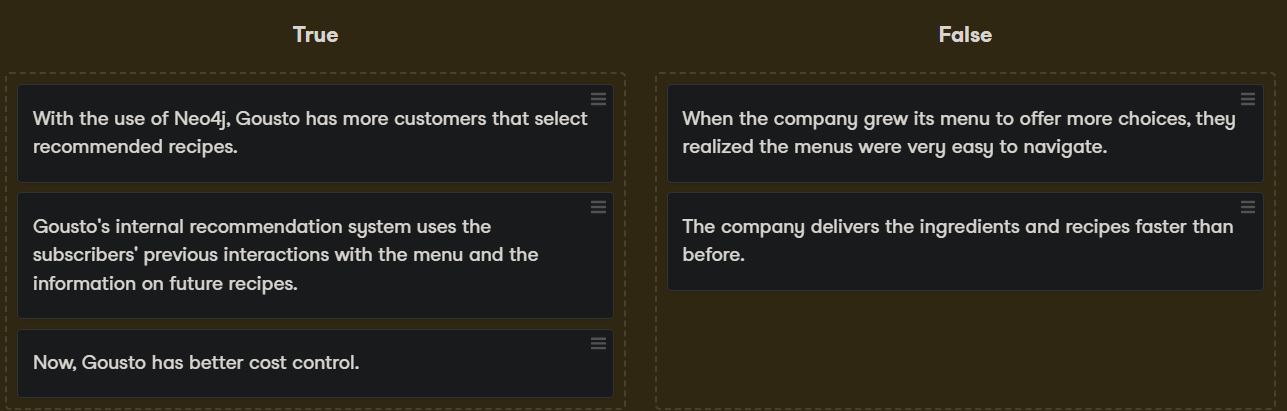 True
With the use of Neo4j, Gousto has more customers that select
recommended recipes.
Gousto's internal recommendation system uses the
subscribers' previous interactions with the menu and the
information on future recipes.
Now, Gousto has better cost control.
False
When the company grew its menu to offer more choices, they
realized the menus were very easy to navigate.
The company delivers the ingredients and recipes faster than
before.